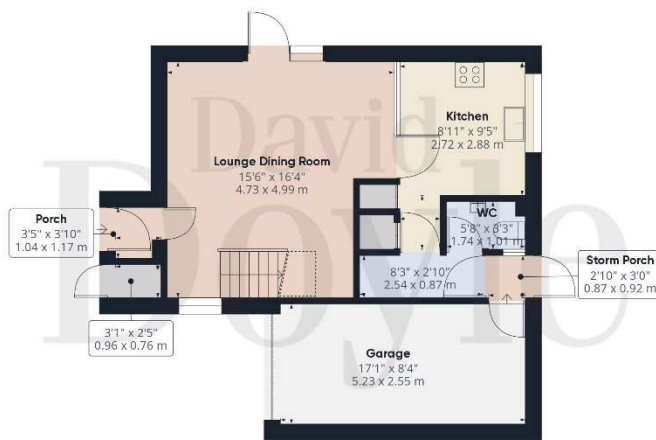 David
Doyle
Kitchen
8'11" x 9'5"
2.72 x 2.88 m
Lounge Dining Room
15'6" x 16'4"
4.73 x 4.99 m
WC
5'8" x 3'3"
1.74 x 1.01 m
Porch
3'5" x 3'10"
1.04 x 1.17 m
Storm Porch
2'10" x 3'0"
0.87 x 0.92 m
8'3" x 2'10"
2.54 x 0.87 m
3'1" x 2'5"
0.96 x 0.76 m
Garage
17'1" x 8'4"
5.23 x 2.55 m